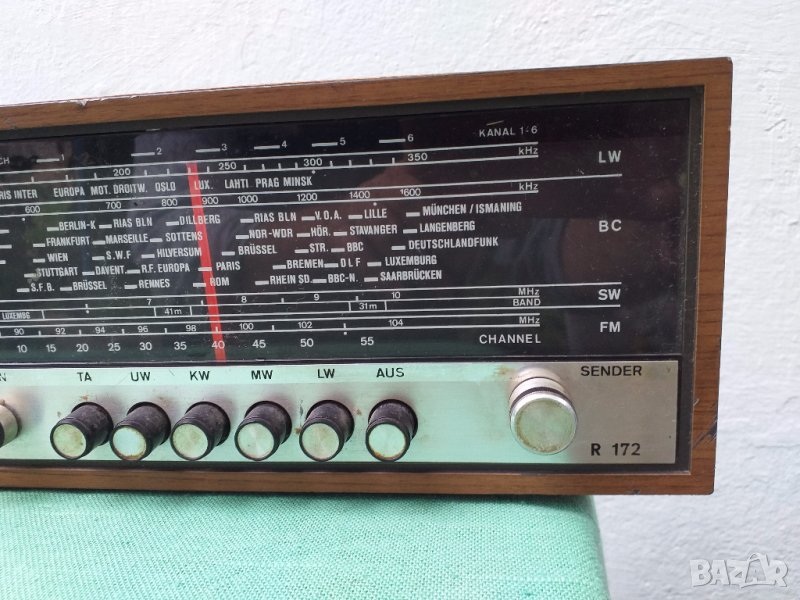 CH 1 2 3 4 5 6 KANAL 1-6
200 250 300 350 kHz LW
RIS INTER EUROPA MOT. DROITW. OSLO LUX. LAHTI PRAG MINSK
600 700 800 900 1000 1200 1400 1600 kHz
BERLIN-K RIAS BLN DILLBERG RIAS BLN V.O.A. LILLE MÜNCHEN / ISMANING
FRANKFURT MARSEILLE SOTTENS NDR-WDR HÖR. STAVANGER LANGENBERG BC
WIEN S.W.F HILVERSUM BRÜSSEL STR. BBC DEUTSCHLANDFUNK
STUTTGART DAVENT R.F. EUROPA PARIS BREMEN DLF LUXEMBURG
S.F.B. BRÜSSEL RENNES ROM RHEIN SD. BBC-N. SAARBRÜCKEN
7 8 9 10 MHz SW
LUXEMBG 41m 31m BAND
90 92 94 96 98 100 102 104 MHz FM
10 15 20 25 30 35 40 45 50 55 CHANNEL
N TA UW KW MW LW AUS SENDER
R 172
BAZAR